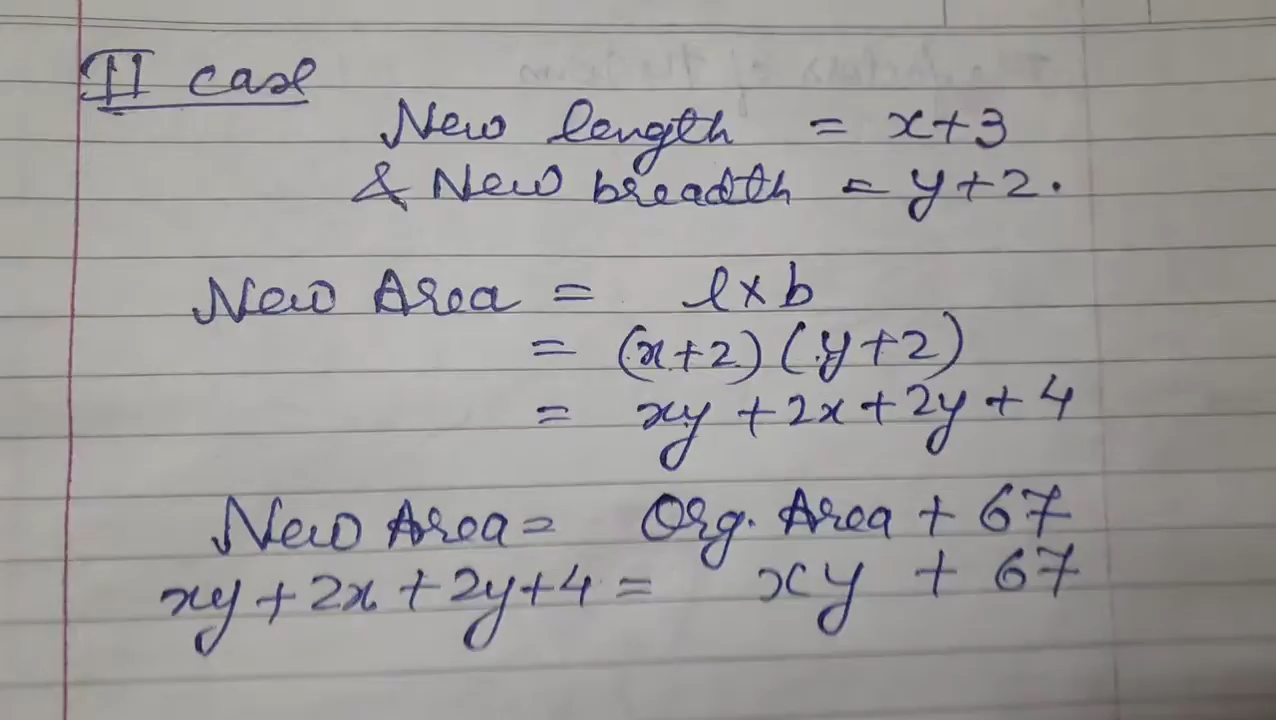 II case
New length = x+3
& New breadth = y+2.
New Area = l×b
= (x+2) (y+2)
= xy + 2x + 2y + 4
New Area = Org. Area + 67
xy + 2x + 2y + 4 = xy + 67